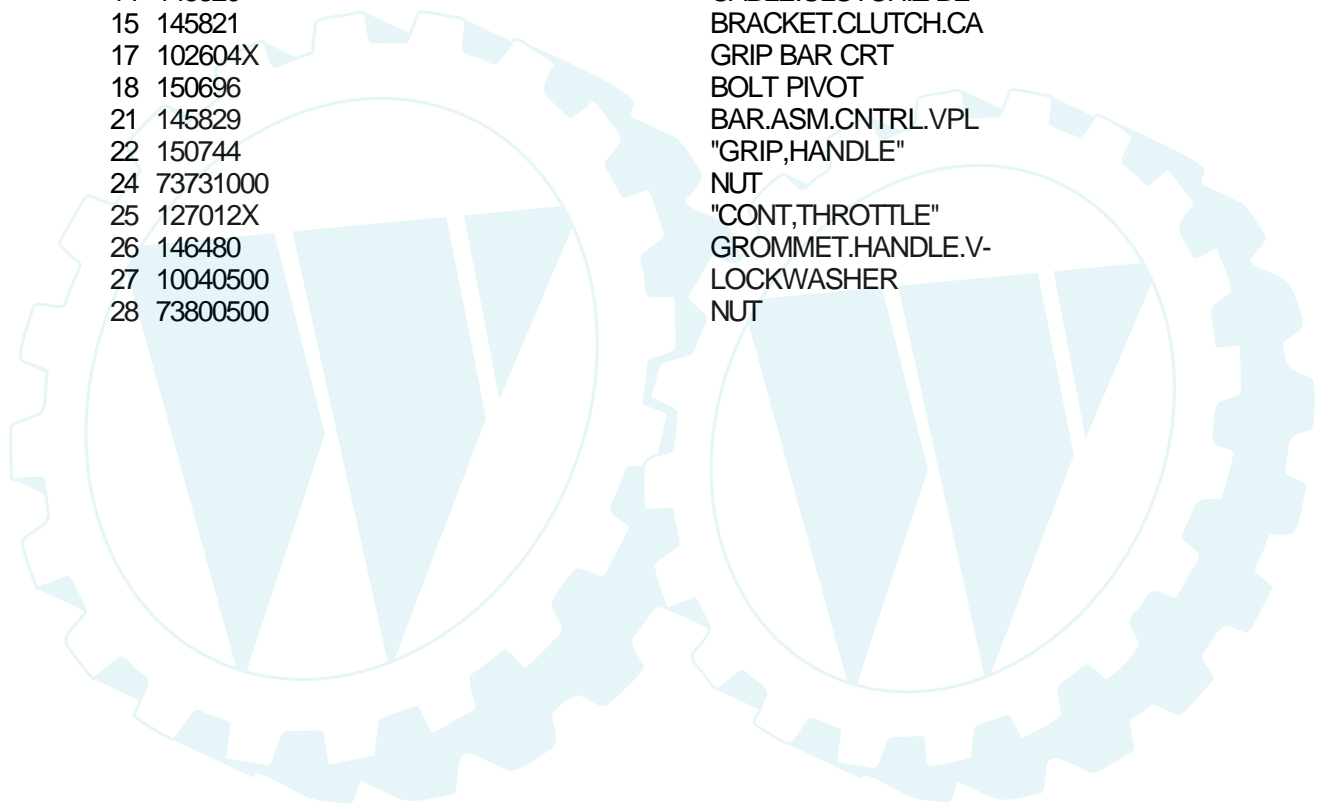 15 145821 BRACKET.CLUTCH.CA
17 102604X GRIP BAR CRT
18 150696 BOLT PIVOT
21 145829 BAR.ASM.CNTRL.VPL
22 150744 "GRIP,HANDLE"
24 73731000 NUT
25 127012X "CONT,THROTTLE"
26 146480 GROMMET.HANDLE.V-
27 10040500 LOCKWASHER
28 73800500 NUT